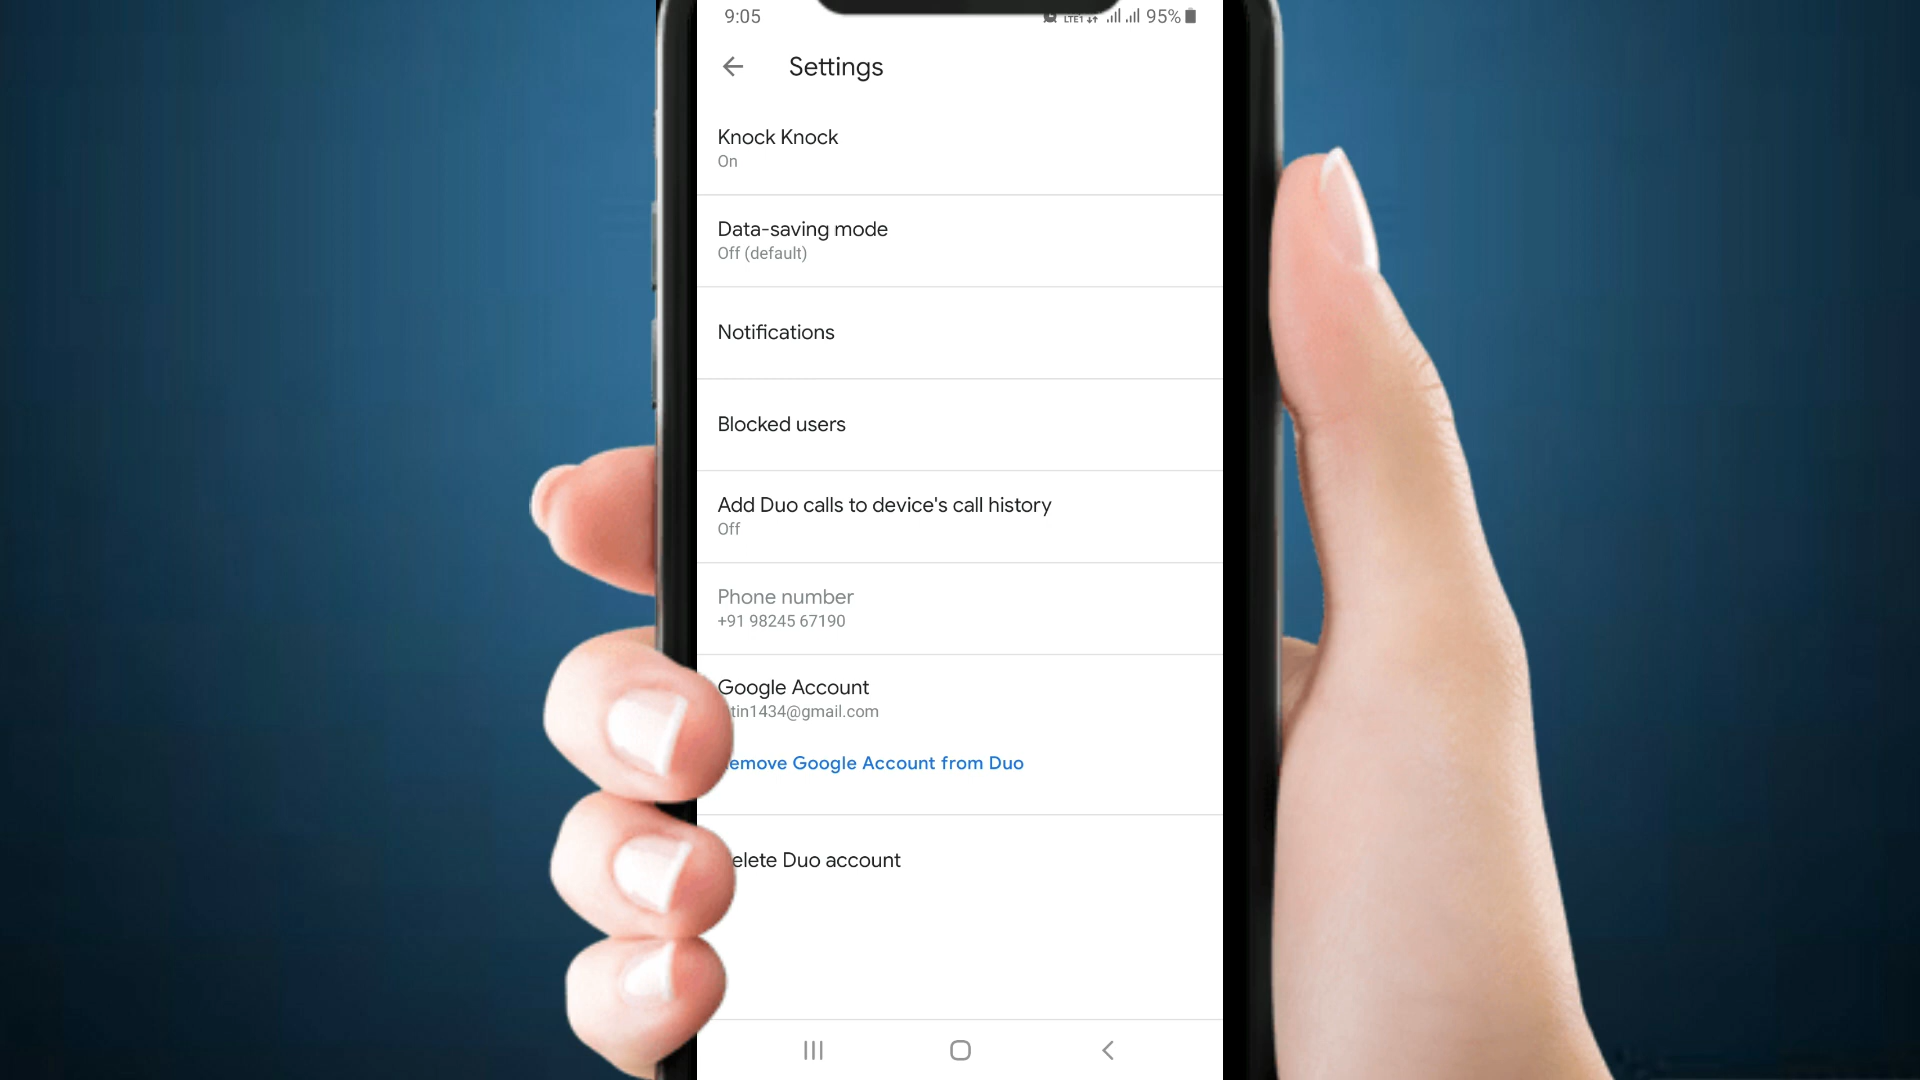 9:05 LTE1 95%
Settings
Knock Knock
On
Data-saving mode
Off (default)
Notifications
Blocked users
Add Duo calls to device's call history
Off
Phone number
+91 98245 67190
Google Account
tin1434@gmail.com
emove Google Account from Duo
elete Duo account